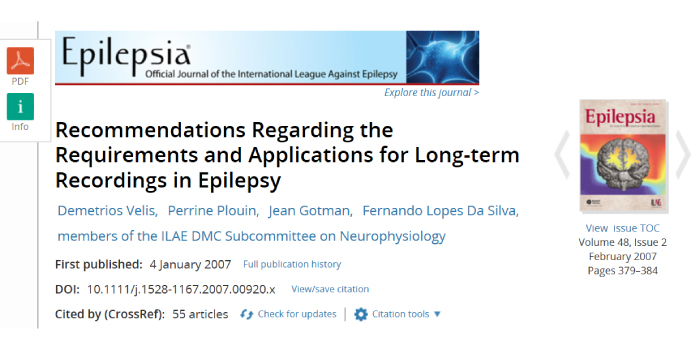 Epilepsia®
Official Journal of the International League Against Epilepsy
Explore this journal >
PDF
i
Info
Recommendations Regarding the
Requirements and Applications for Long-term
Recordings in Epilepsy
Demetrios Velis, Perrine Plouin, Jean Gotman, Fernando Lopes Da Silva,
members of the ILAE DMC Subcommittee on Neurophysiology
First published: 4 January 2007 Full publication history
DOI: 10.1111/j.1528-1167.2007.00920.x View/save citation
Cited by (CrossRef): 55 articles Check for updates Citation tools ▼
Epilepsia
View issue TOC
Volume 48, Issue 2
February 2007
Pages 379–384